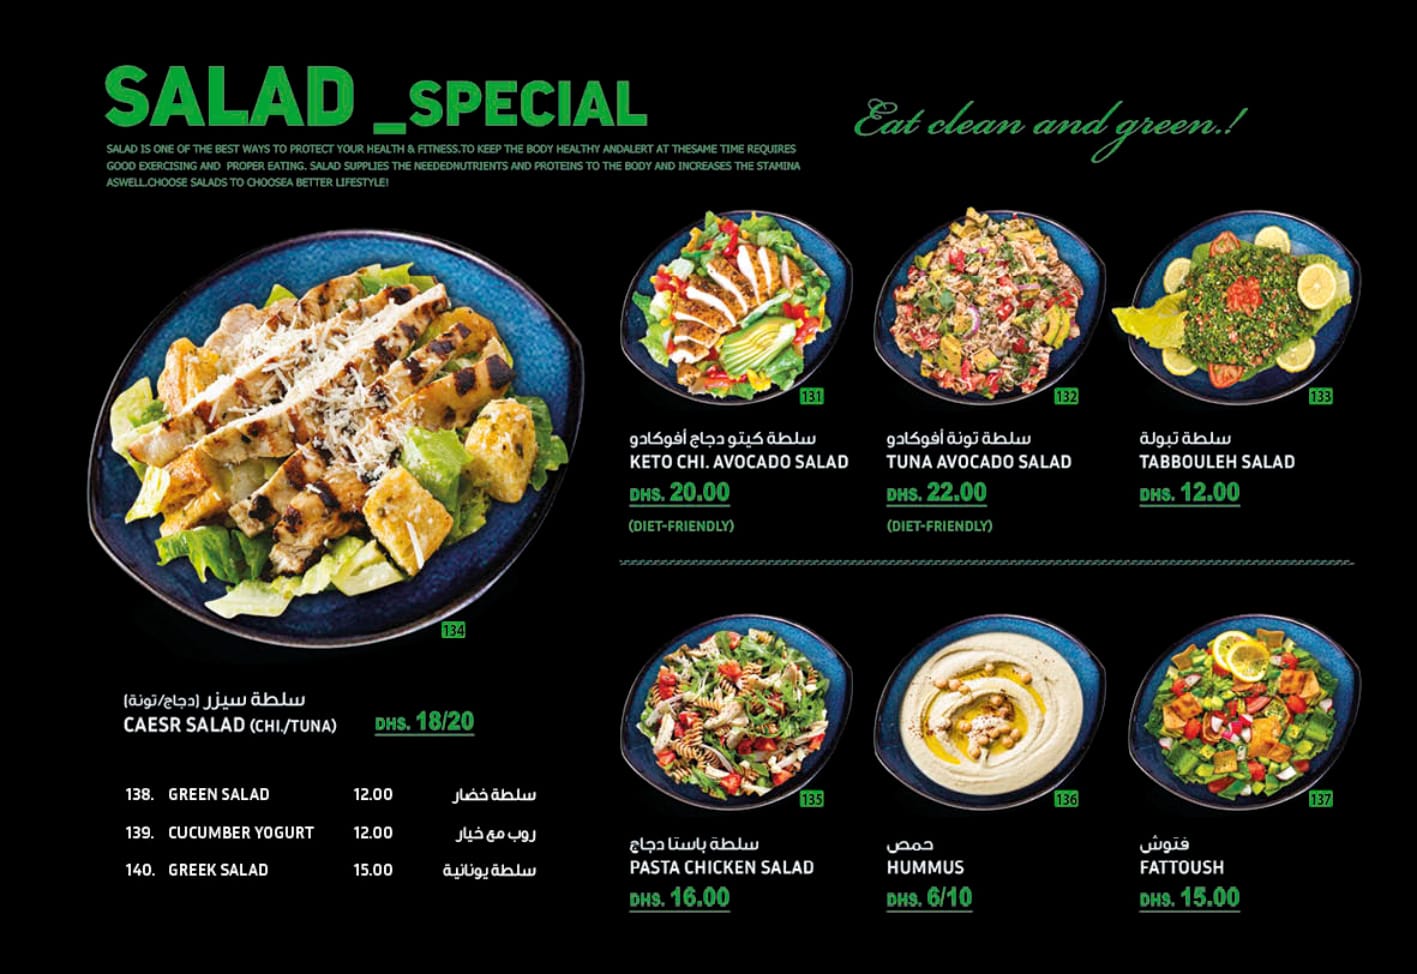 SALAD _SPECIAL
SALAD IS ONE OF THE BEST WAYS TO PROTECT YOUR HEALTH & FITNESS.TO KEEP THE BODY HEALTHY ANDALERT AT THESAME TIME REQUIRES
GOOD EXERCISING AND PROPER EATING. SALAD SUPPLIES THE NEEDEDNUTRIENTS AND PROTEINS TO THE BODY AND INCREASES THE STAMINA
ASWELL.CHOOSE SALADS TO CHOOSEA BETTER LIFESTYLE!
Eat clean and green.!
134
سلطة سيزر (دجاج/تونة)
CAESR SALAD (CHI./TUNA) DHS. 18/20
138. GREEN SALAD 12.00 سلطة خضار
139. CUCUMBER YOGURT 12.00 روب مع خيار
140. GREEK SALAD 15.00 سلطة يونانية
131
سلطة كيتو دجاج أفوكادو
KETO CHI. AVOCADO SALAD
DHS. 20.00
(DIET-FRIENDLY)
132
سلطة تونة أفوكادو
TUNA AVOCADO SALAD
DHS. 22.00
(DIET-FRIENDLY)
133
سلطة تبولة
TABBOULEH SALAD
DHS. 12.00
135
سلطة باستا دجاج
PASTA CHICKEN SALAD
DHS. 16.00
136
حمص
HUMMUS
DHS. 6/10
137
فتوش
FATTOUSH
DHS. 15.00